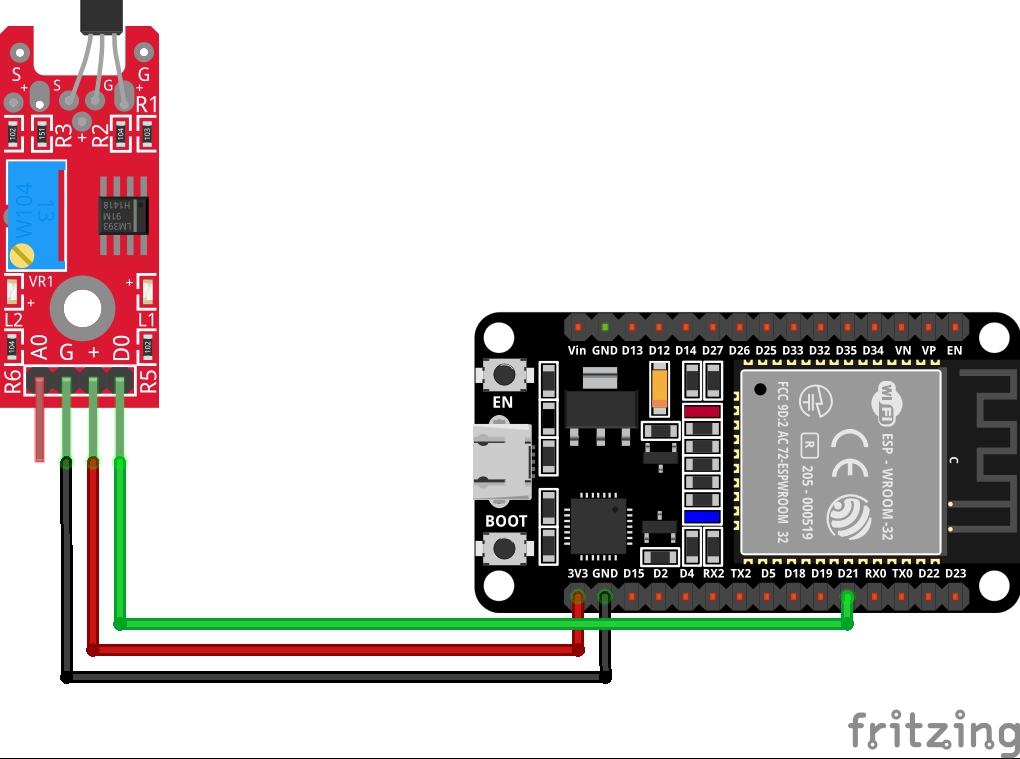 S
G
S
G
+
+
R1
R3
+
R2
102
151
104
103
W104
13
LM393
91M
H1418
VR1
+
+
L2
L1
104
102
R6
A0
G
+
D0
R5
Vin GND D13 D12 D14 D27 D26 D25 D33 D32 D35 D34 VN VP EN
EN
BOOT
FCC 9D:2 AC 72-ESPWROOM 32
R
205 - 000519
CE
Wi Fi
ESP - WROOM -32
C
3V3 GND D15 D2 D4 RX2 TX2 D5 D18 D19 D21 RX0 TX0 D22 D23
fritzing